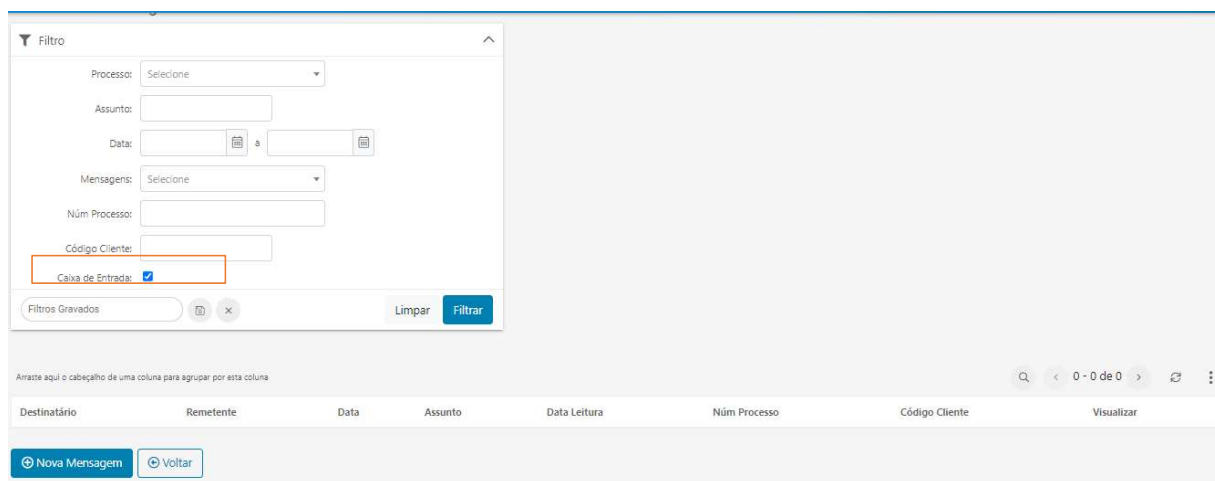 Filtro
Processo: Selecione
Assunto:
Data: a
Mensagens: Selecione
Núm Processo:
Código Cliente:
Caixa de Entrada:
Filtros Gravados Limpar Filtrar
Arraste aqui o cabeçalho de uma coluna para agrupar por esta coluna 0 - 0 de 0
Destinatário Remetente Data Assunto Data Leitura Núm Processo Código Cliente Visualizar
Nova Mensagem Voltar